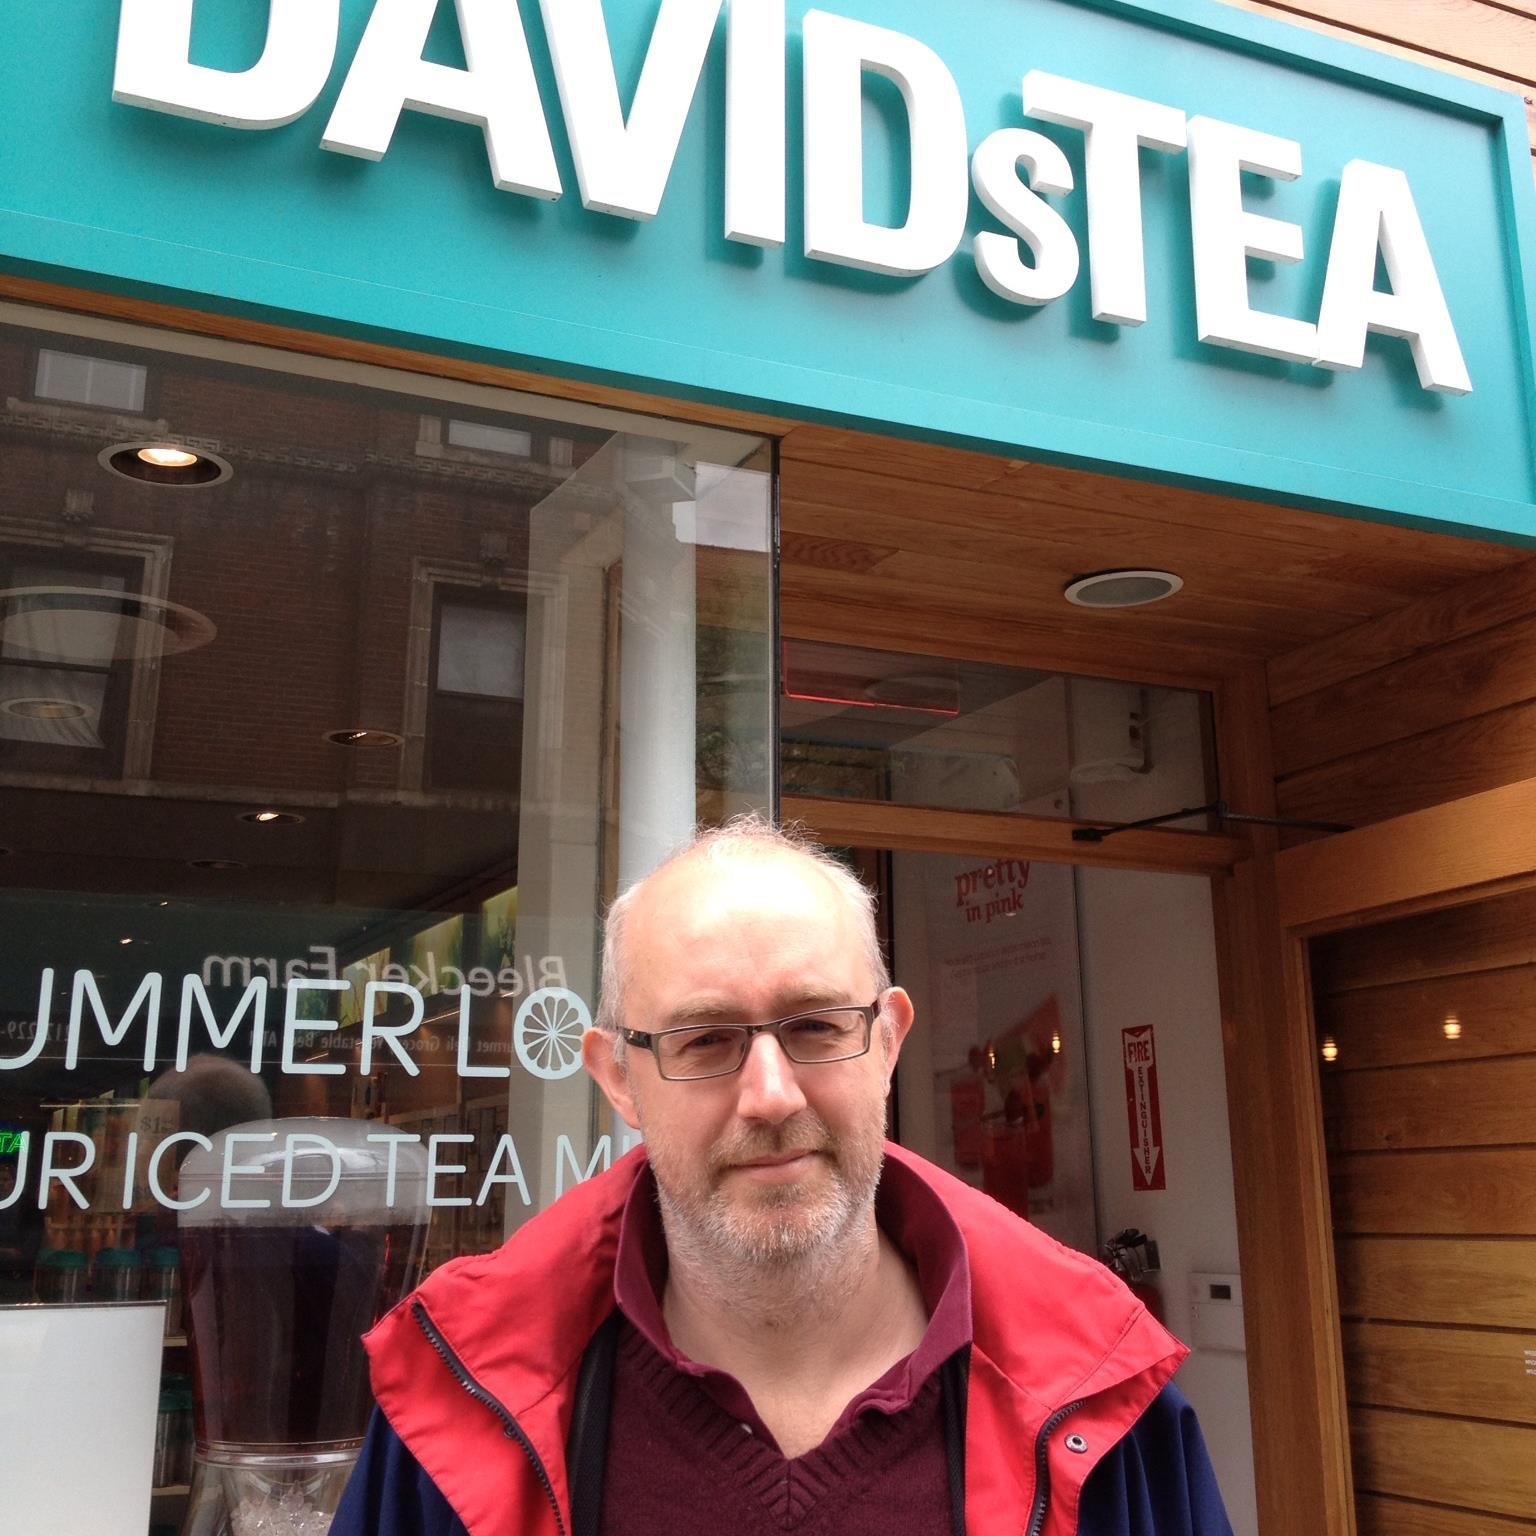 DAVIDsTEA
pretty
in pink
Bleecker Farm
UMMER LO
UR ICED TEA M
FIRE
EXTINGUISHER